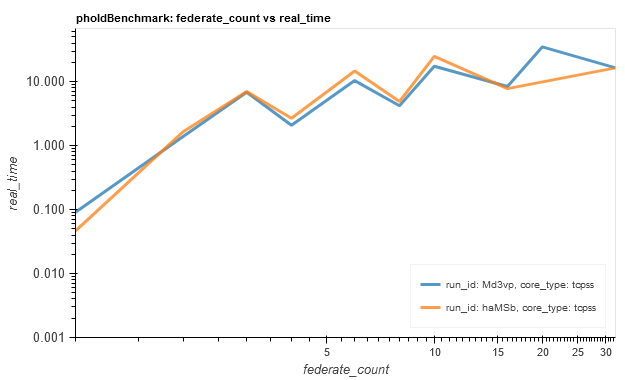 pholdBenchmark: federate_count vs real_time
10.000
1.000
0.100
0.010
0.001
real_time
run_id: Md3vp, core_type: tcpss
run_id: haMSb, core_type: tcpss
5
10
15
20
25
30
federate_count